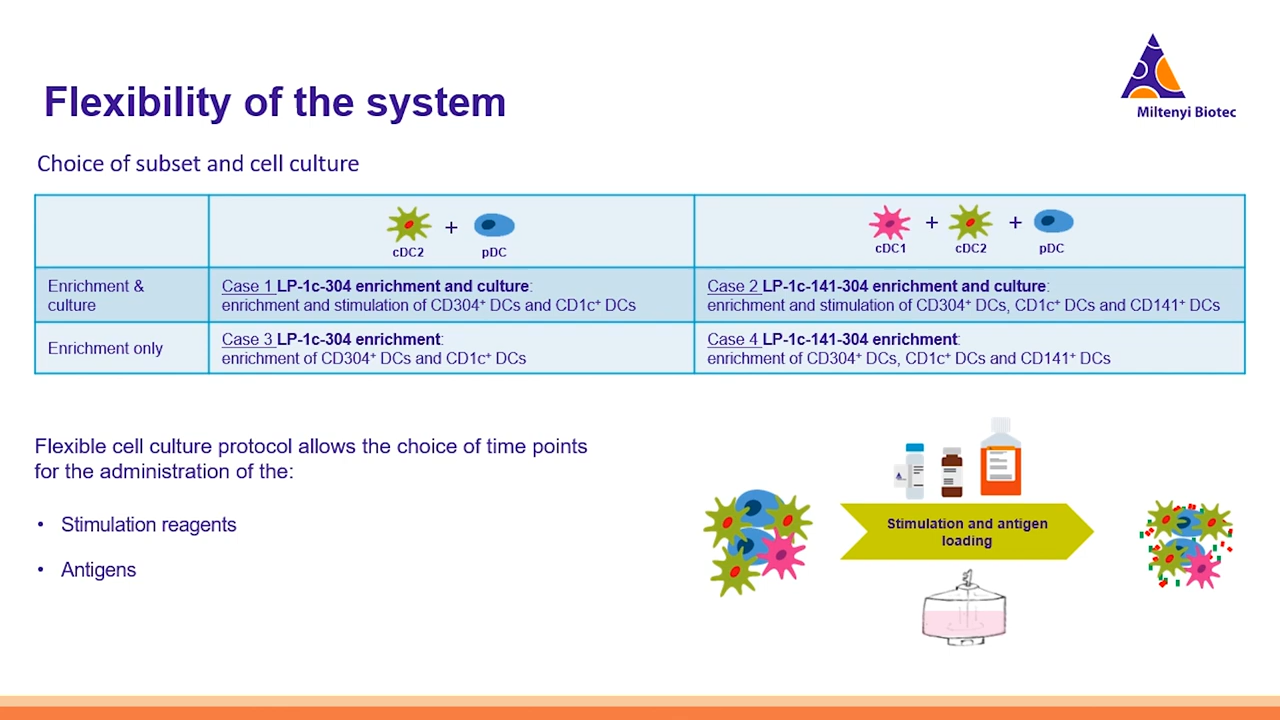 Miltenyi Biotec
Flexibility of the system
Choice of subset and cell culture
cDC2 + pDC
cDC1 + cDC2 + pDC
Enrichment &
culture
Case 1 LP-1c-304 enrichment and culture:
enrichment and stimulation of CD304⁺ DCs and CD1c⁺ DCs
Case 2 LP-1c-141-304 enrichment and culture:
enrichment and stimulation of CD304⁺ DCs, CD1c⁺ DCs and CD141⁺ DCs
Enrichment only
Case 3 LP-1c-304 enrichment:
enrichment of CD304⁺ DCs and CD1c⁺ DCs
Case 4 LP-1c-141-304 enrichment:
enrichment of CD304⁺ DCs, CD1c⁺ DCs and CD141⁺ DCs
Flexible cell culture protocol allows the choice of time points
for the administration of the:
• Stimulation reagents
• Antigens
Stimulation and antigen
loading